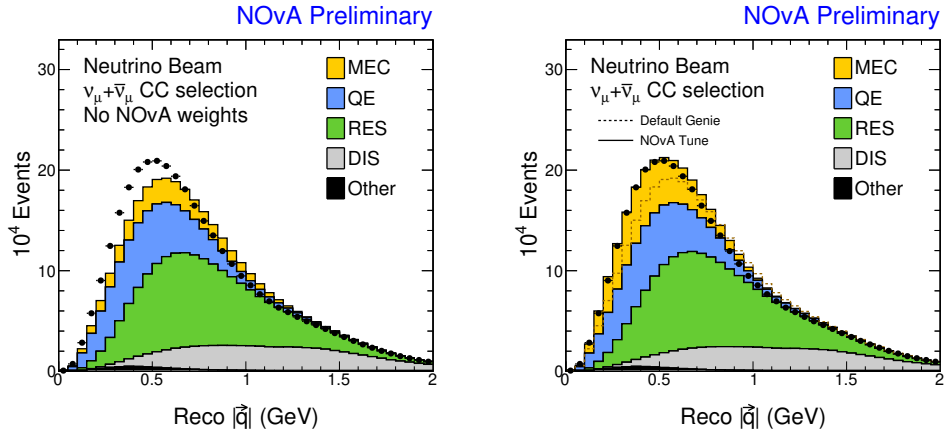 NOvA Preliminary
Neutrino Beam
νμ+ν̄μ CC selection
No NOvA weights
MEC
QE
RES
DIS
Other
10⁴ Events
30
20
10
0
0
0.5
1
1.5
2
Reco |q⃗| (GeV)
NOvA Preliminary
Neutrino Beam
νμ+ν̄μ CC selection
Default Genie
NOvA Tune
MEC
QE
RES
DIS
Other
10⁴ Events
30
20
10
0
0
0.5
1
1.5
2
Reco |q⃗| (GeV)